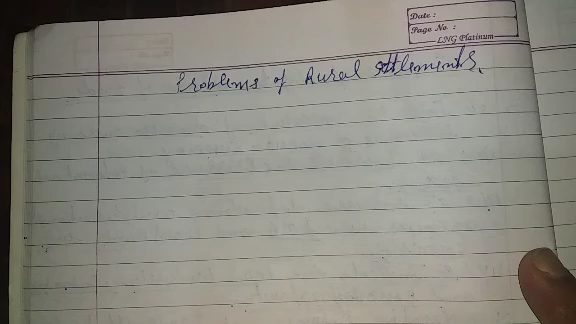 Date :
Page No. :
LNG Platinum
Problems of Rural settlements.